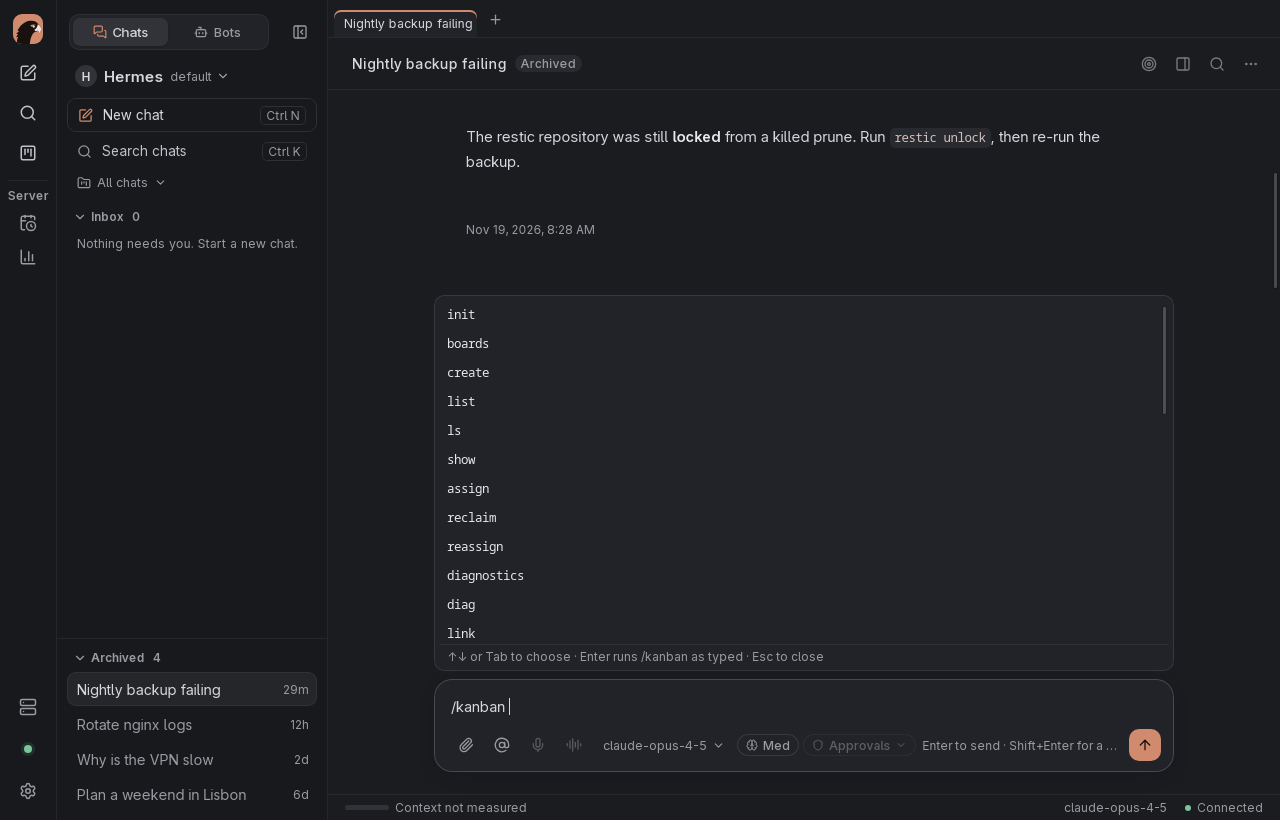 Chats
Bots
H Hermes default
New chat Ctrl N
Search chats Ctrl K
All chats
Server
Inbox 0
Nothing needs you. Start a new chat.
Archived 4
Nightly backup failing 29m
Rotate nginx logs 12h
Why is the VPN slow 2d
Plan a weekend in Lisbon 6d
Nightly backup failing
Nightly backup failing Archived
The restic repository was still locked from a killed prune. Run restic unlock, then re-run the
backup.
Nov 19, 2026, 8:28 AM
init
boards
create
list
ls
show
assign
reclaim
reassign
diagnostics
diag
link
↑↓ or Tab to choose · Enter runs /kanban as typed · Esc to close
/kanban
claude-opus-4-5 Med Approvals Enter to send · Shift+Enter for a …
Context not measured claude-opus-4-5 Connected